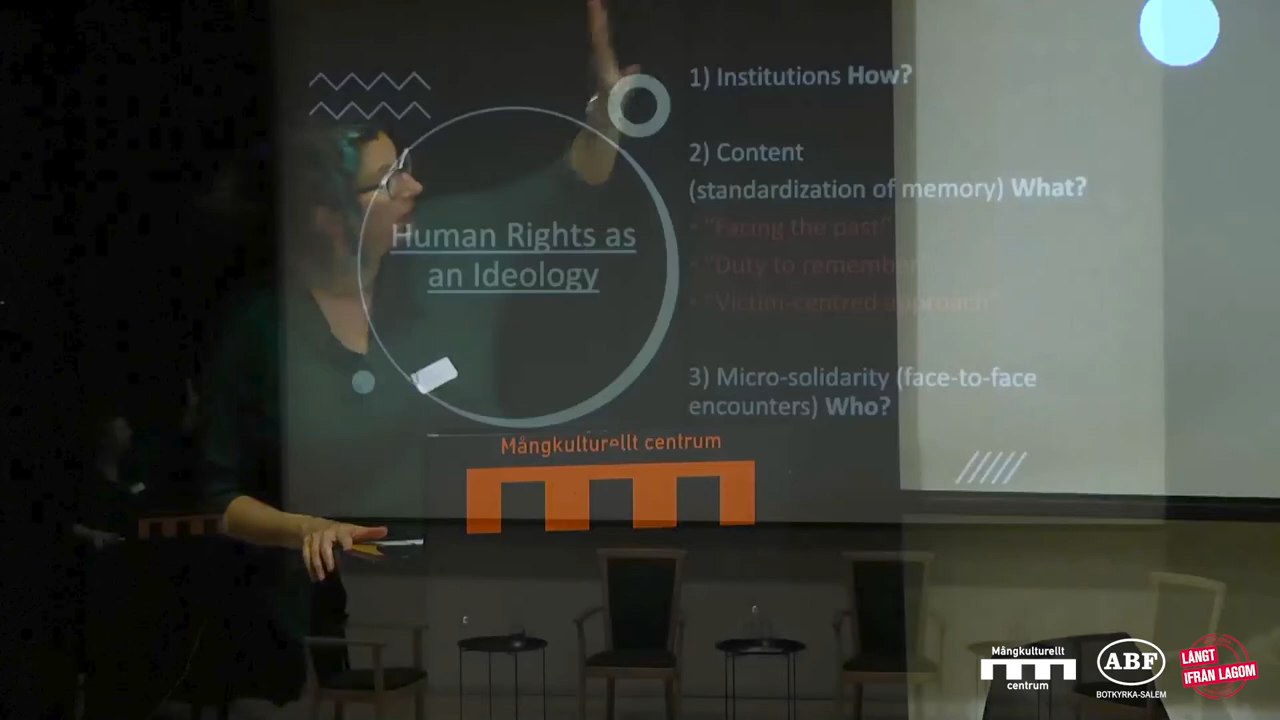 1) Institutions How?
2) Content
(standardization of memory) What?
• "Facing the past"
• "Duty to remember"
• "Victim-centred approach"
Human Rights as
an Ideology
3) Micro-solidarity (face-to-face
encounters) Who?
Mångkulturellt centrum
Mångkulturellt
centrum
ABF
BOTKYRKA-SALEM
LÅNGT
IFRÅN LAGOM